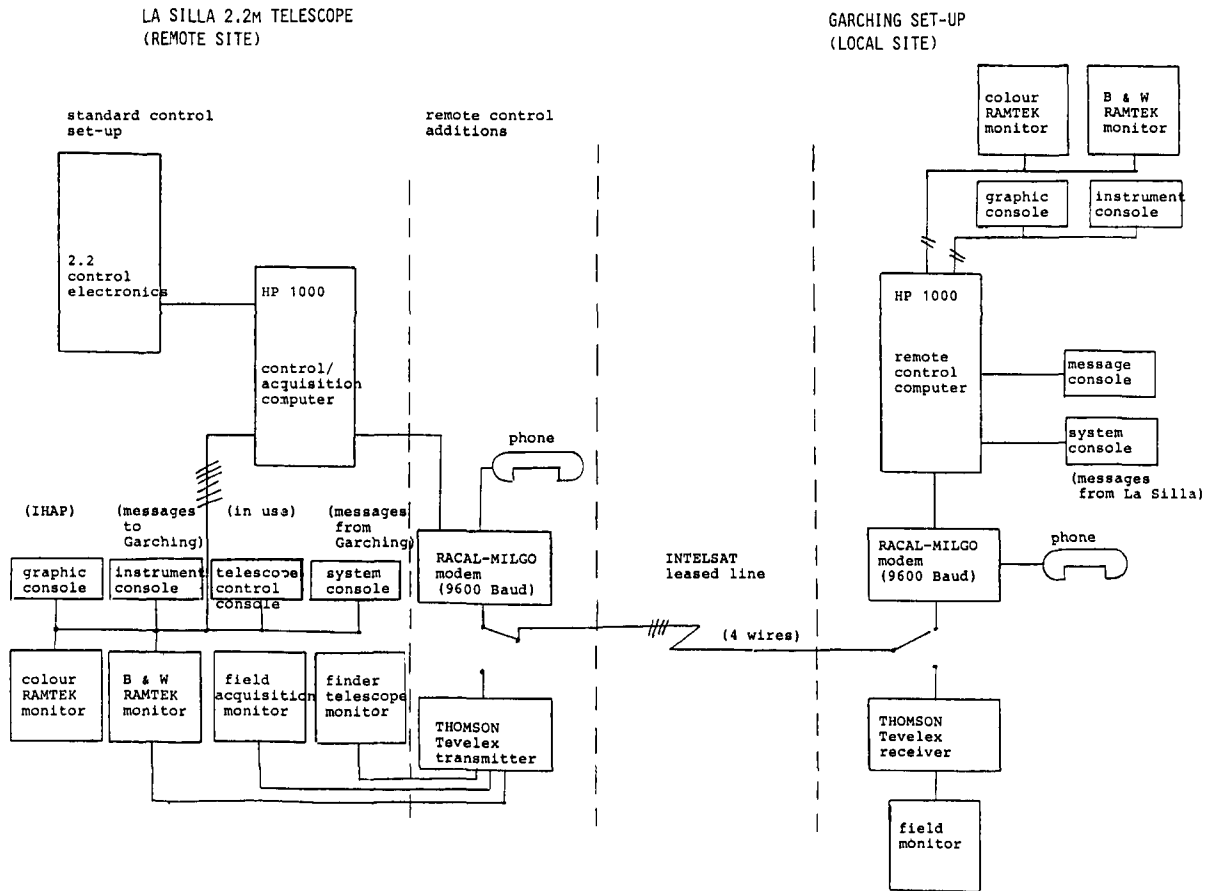 LA SILLA 2.2M TELESCOPE
(REMOTE SITE)
GARCHING SET-UP
(LOCAL SITE)
standard control
set-up
remote control
additions
2.2
control
electronics
HP 1000
control/
acquisition
computer
phone
(IHAP)
(messages
to
Garching)
(in use)
(messages
from
Garching)
graphic
console
instrument
console
telescope
control
console
system
console
colour
RAMTEK
monitor
B & W
RAMTEK
monitor
field
acquisition
monitor
finder
telescope
monitor
RACAL-MILGO
modem
(9600 Baud)
THOMSON
Tevelex
transmitter
INTELSAT
leased line
(4 wires)
colour
RAMTEK
monitor
B & W
RAMTEK
monitor
graphic
console
instrument
console
HP 1000
remote
control
computer
message
console
system
console
(messages
from La Silla)
RACAL-MILGO
modem
(9600 Baud)
phone
THOMSON
Tevelex
receiver
field
monitor